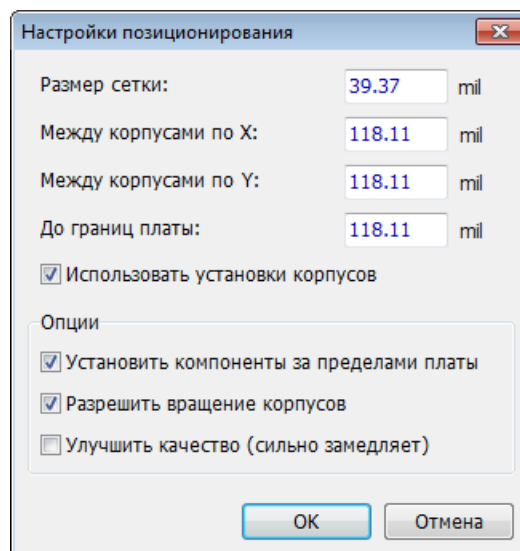 Настройки позиционирования
Размер сетки: 39.37 mil
Между корпусами по X: 118.11 mil
Между корпусами по Y: 118.11 mil
До границ платы: 118.11 mil
Использовать установки корпусов
Опции
Установить компоненты за пределами платы
Разрешить вращение корпусов
Улучшить качество (сильно замедляет)
OK Отмена